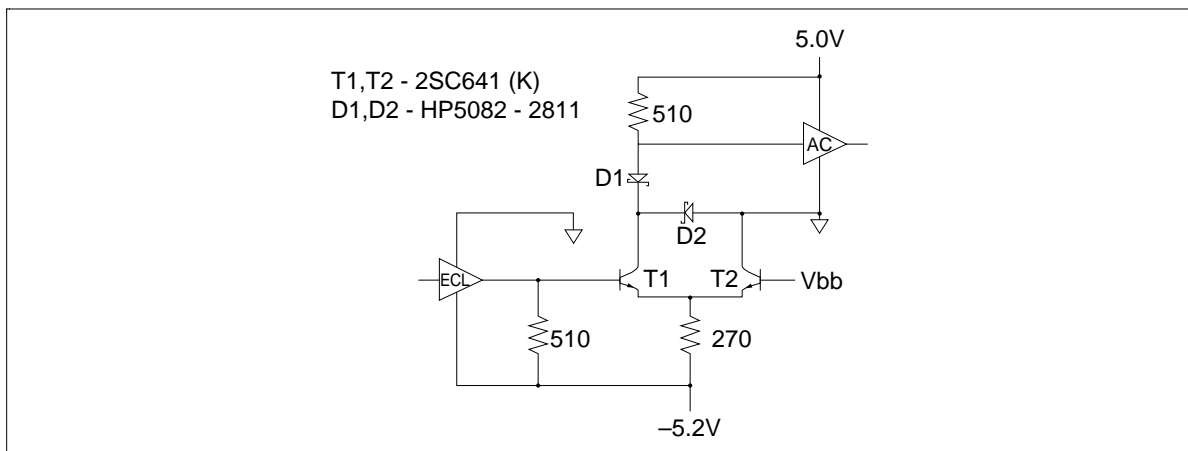 5.0V
T1,T2 - 2SC641 (K)
D1,D2 - HP5082 - 2811
510
AC
D1
D2
ECL
T1
T2
Vbb
510
270
–5.2V